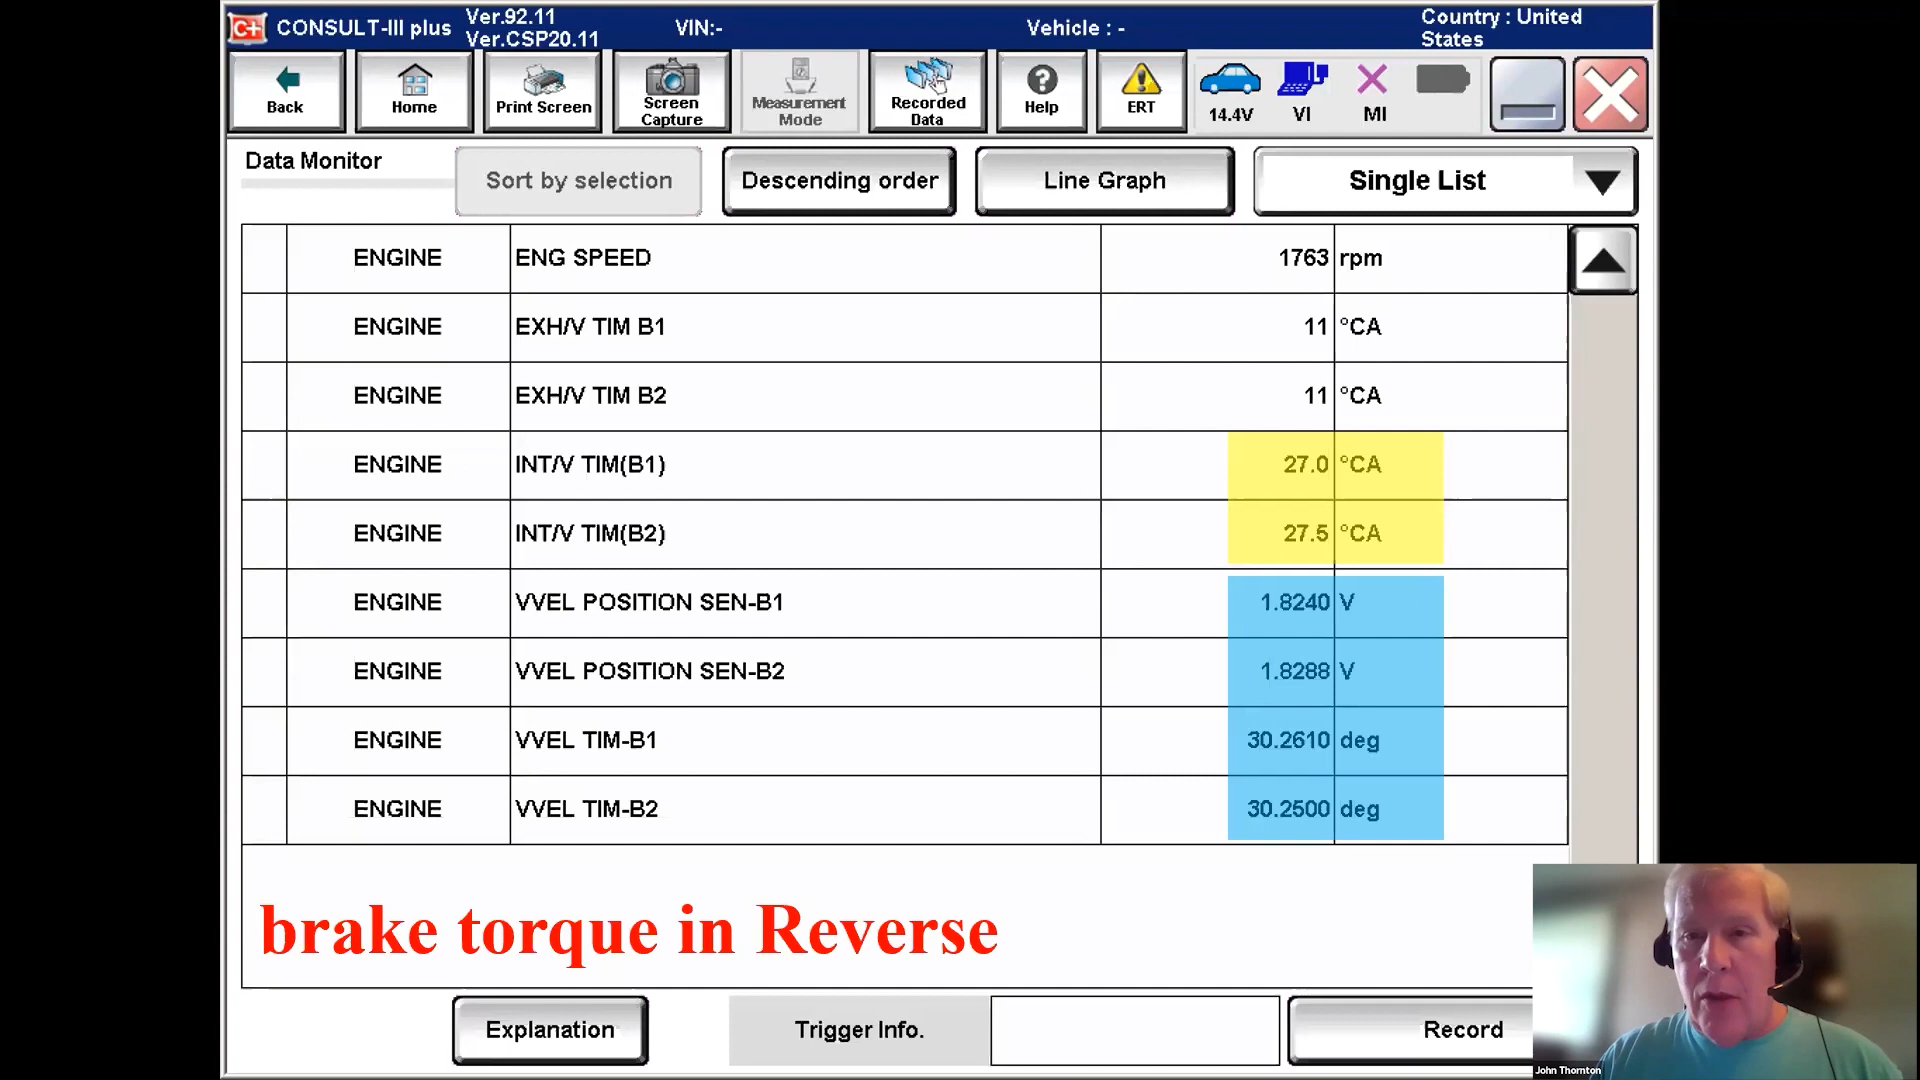 CONSULT-III plus Ver.92.11 VIN:- Vehicle : - Country : United
Ver.CSP20.11 States
Back Home Print Screen Screen Capture Measurement Mode Recorded Data Help ERT 14.4V VI MI
Data Monitor Sort by selection Descending order Line Graph Single List
ENGINE ENG SPEED 1763 rpm
ENGINE EXH/V TIM B1 11 °CA
ENGINE EXH/V TIM B2 11 °CA
ENGINE INT/V TIM(B1) 27.0 °CA
ENGINE INT/V TIM(B2) 27.5 °CA
ENGINE VVEL POSITION SEN-B1 1.8240 V
ENGINE VVEL POSITION SEN-B2 1.8288 V
ENGINE VVEL TIM-B1 30.2610 deg
ENGINE VVEL TIM-B2 30.2500 deg
brake torque in Reverse
Explanation Trigger Info. Record
John Thornton